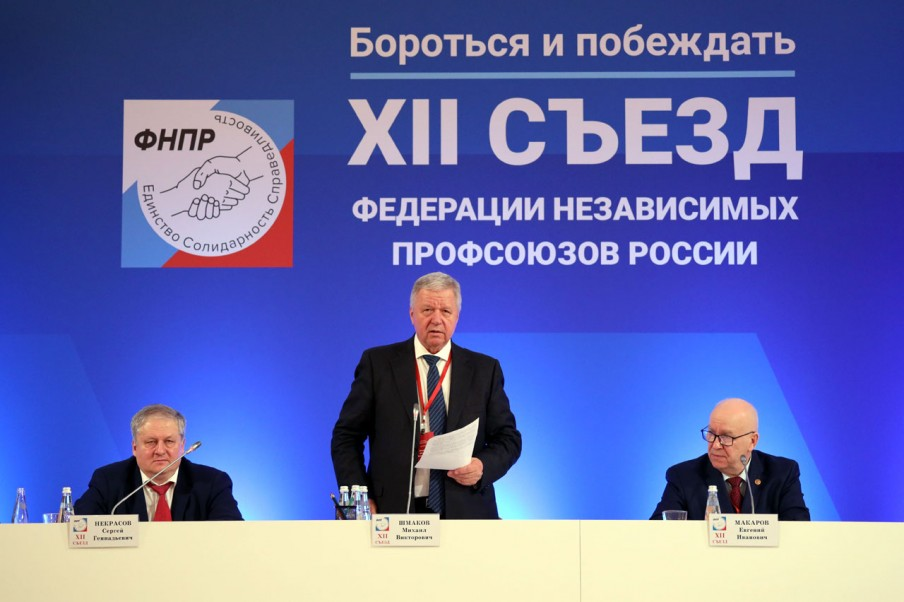 Бороться и побеждать
XII СЪЕЗД
ФЕДЕРАЦИИ НЕЗАВИСИМЫХ
ПРОФСОЮЗОВ РОССИИ
ФНПР
Единство Солидарность Справедливость
XII
СЪЕЗД
НЕКРАСОВ
Сергей
Геннадьевич
XII
СЪЕЗД
ШМАКОВ
Михаил
Викторович
XII
СЪЕЗД
МАКАРОВ
Евгений
Иванович